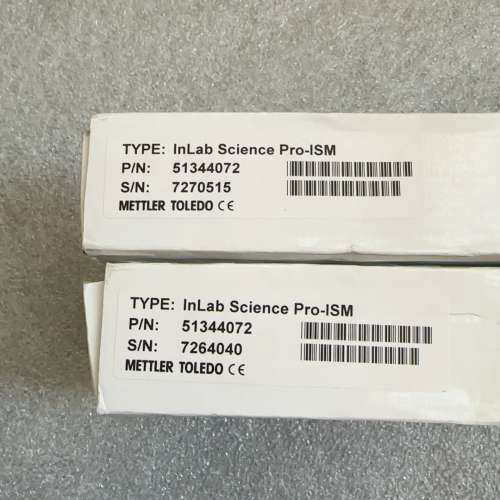 TYPE: InLab Science Pro-ISM
P/N: 51344072
S/N: 7270515
METTLER TOLEDO CE
TYPE: InLab Science Pro-ISM
P/N: 51344072
S/N: 7264040
METTLER TOLEDO CE